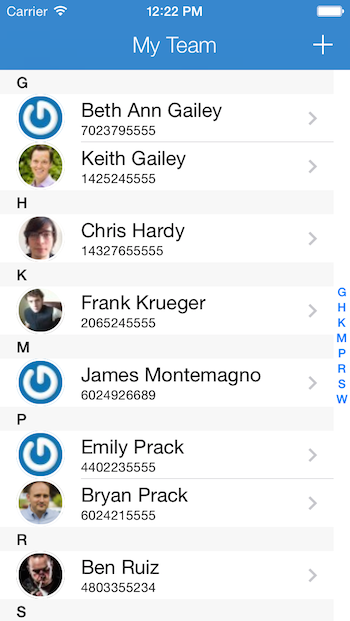 Carrier 12:22 PM
My Team
G
Beth Ann Gailey
7023795555
Keith Gailey
1425245555
H
Chris Hardy
14327655555
K
Frank Krueger
2065245555
M
James Montemagno
6024926689
P
Emily Prack
4402235555
Bryan Prack
6024215555
R
Ben Ruiz
4803355234
S
G
H
K
M
P
R
S
W